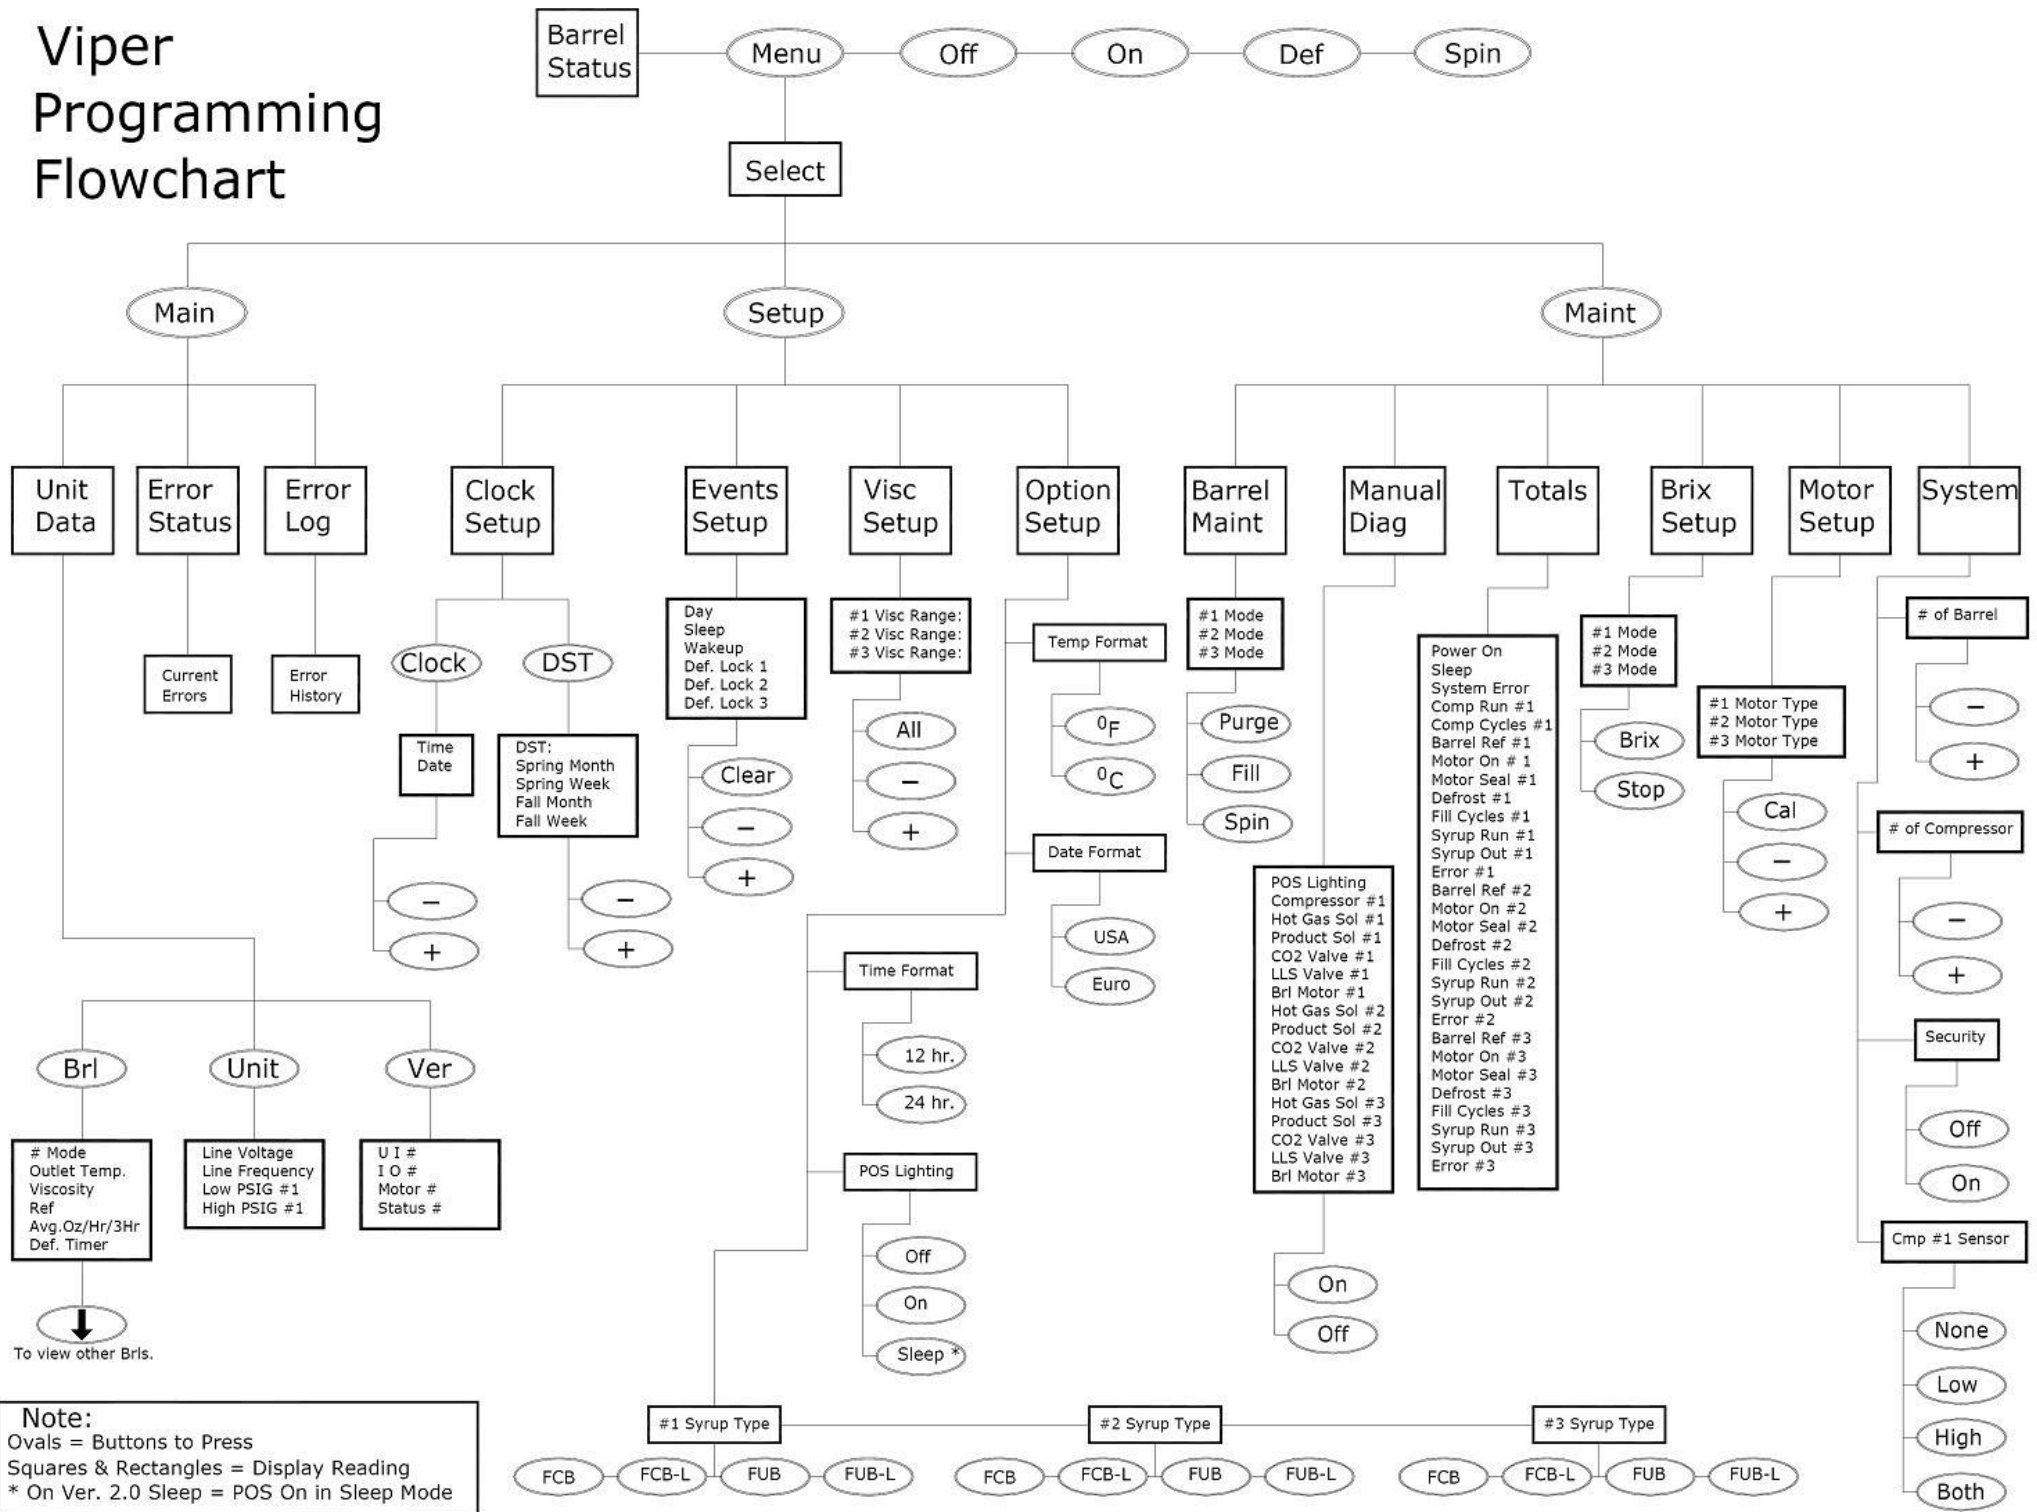 Viper
Programming
Flowchart
Barrel
Status
Menu
Off
On
Def
Spin
Select
Main
Setup
Maint
Unit
Data
Error
Status
Error
Log
Clock
Setup
Events
Setup
Visc
Setup
Option
Setup
Barrel
Maint
Manual
Diag
Totals
Brix
Setup
Motor
Setup
System
Current
Errors
Error
History
Clock
DST
Time
Date
DST:
Spring Month
Spring Week
Fall Month
Fall Week
−
+
−
+
Day
Sleep
Wakeup
Def. Lock 1
Def. Lock 2
Def. Lock 3
Clear
−
+
#1 Visc Range:
#2 Visc Range:
#3 Visc Range:
All
−
+
Temp Format
⁰F
⁰C
Date Format
USA
Euro
Time Format
12 hr.
24 hr.
POS Lighting
Off
On
Sleep *
#1 Mode
#2 Mode
#3 Mode
Purge
Fill
Spin
POS Lighting
Compressor #1
Hot Gas Sol #1
Product Sol #1
CO2 Valve #1
LLS Valve #1
Brl Motor #1
Hot Gas Sol #2
Product Sol #2
CO2 Valve #2
LLS Valve #2
Brl Motor #2
Hot Gas Sol #3
Product Sol #3
CO2 Valve #3
LLS Valve #3
Brl Motor #3
On
Off
Power On
Sleep
System Error
Comp Run #1
Comp Cycles #1
Barrel Ref #1
Motor On # 1
Motor Seal #1
Defrost #1
Fill Cycles #1
Syrup Run #1
Syrup Out #1
Error #1
Barrel Ref #2
Motor On #2
Motor Seal #2
Defrost #2
Fill Cycles #2
Syrup Run #2
Syrup Out #2
Error #2
Barrel Ref #3
Motor On #3
Motor Seal #3
Defrost #3
Fill Cycles #3
Syrup Run #3
Syrup Out #3
Error #3
#1 Mode
#2 Mode
#3 Mode
Brix
Stop
#1 Motor Type
#2 Motor Type
#3 Motor Type
Cal
−
+
# of Barrel
−
+
# of Compressor
−
+
Security
Off
On
Cmp #1 Sensor
None
Low
High
Both
Brl
Unit
Ver
# Mode
Outlet Temp.
Viscosity
Ref
Avg.Oz/Hr/3Hr
Def. Timer
Line Voltage
Line Frequency
Low PSIG #1
High PSIG #1
U I #
I O #
Motor #
Status #
To view other Brls.
#1 Syrup Type
#2 Syrup Type
#3 Syrup Type
FCB
FCB-L
FUB
FUB-L
FCB
FCB-L
FUB
FUB-L
FCB
FCB-L
FUB
FUB-L
Note:
Ovals = Buttons to Press
Squares & Rectangles = Display Reading
* On Ver. 2.0 Sleep = POS On in Sleep Mode